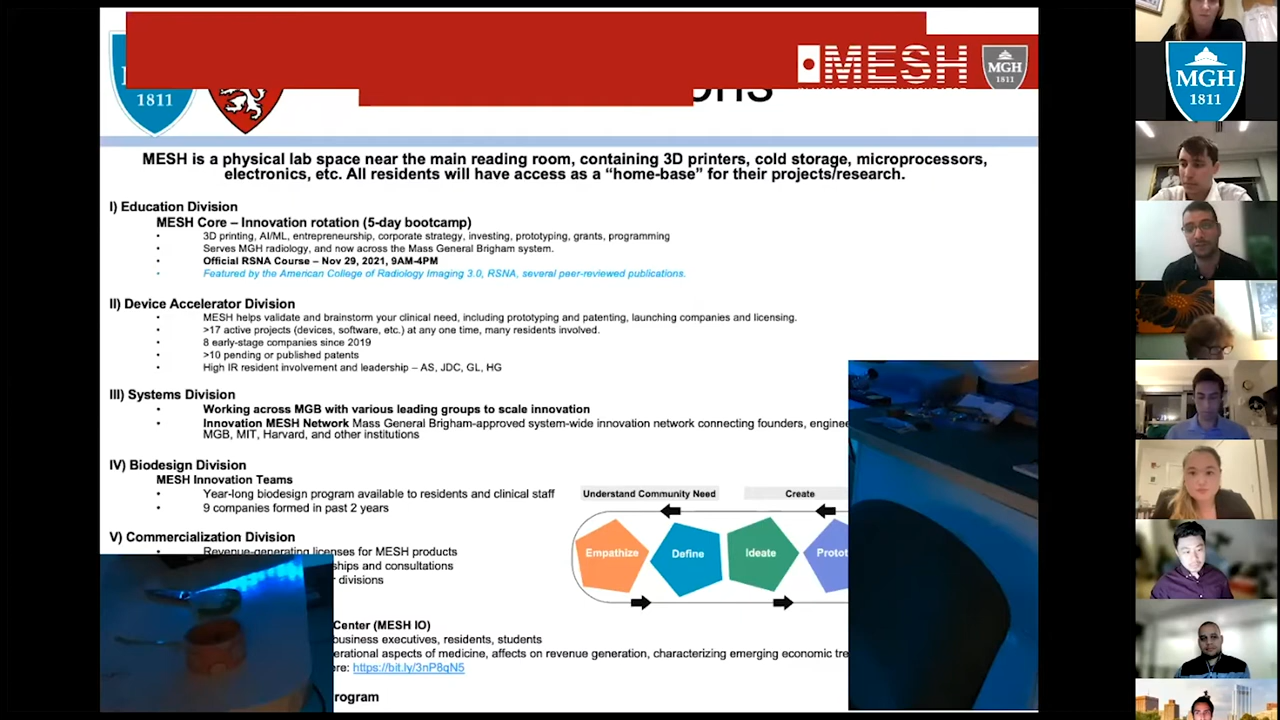 MESH
MGH
1811
1811
MGH
1811
MESH is a physical lab space near the main reading room, containing 3D printers, cold storage, microprocessors,
electronics, etc. All residents will have access as a “home-base” for their projects/research.
I) Education Division
MESH Core – Innovation rotation (5-day bootcamp)
• 3D printing, AI/ML, entrepreneurship, corporate strategy, investing, prototyping, grants, programming
• Serves MGH radiology, and now across the Mass General Brigham system.
• Official RSNA Course – Nov 29, 2021, 9AM-4PM
• Featured by the American College of Radiology Imaging 3.0, RSNA, several peer-reviewed publications.
II) Device Accelerator Division
• MESH helps validate and brainstorm your clinical need, including prototyping and patenting, launching companies and licensing.
• >17 active projects (devices, software, etc.) at any one time, many residents involved.
• 8 early-stage companies since 2019
• >10 pending or published patents
• High IR resident involvement and leadership – AS, JDC, GL, HG
III) Systems Division
• Working across MGB with various leading groups to scale innovation
• Innovation MESH Network Mass General Brigham-approved system-wide innovation network connecting founders, enginee
MGB, MIT, Harvard, and other institutions
IV) Biodesign Division
MESH Innovation Teams
• Year-long biodesign program available to residents and clinical staff
• 9 companies formed in past 2 years
Understand Community Need
Create
Empathize
Define
Ideate
Protot
V) Commercialization Division
Revenue-generating licenses for MESH products
ships and consultations
divisions
Center (MESH IO)
business executives, residents, students
erational aspects of medicine, affects on revenue generation, characterizing emerging economic tre
ere: https://bit.ly/3nP8qN5
rogram